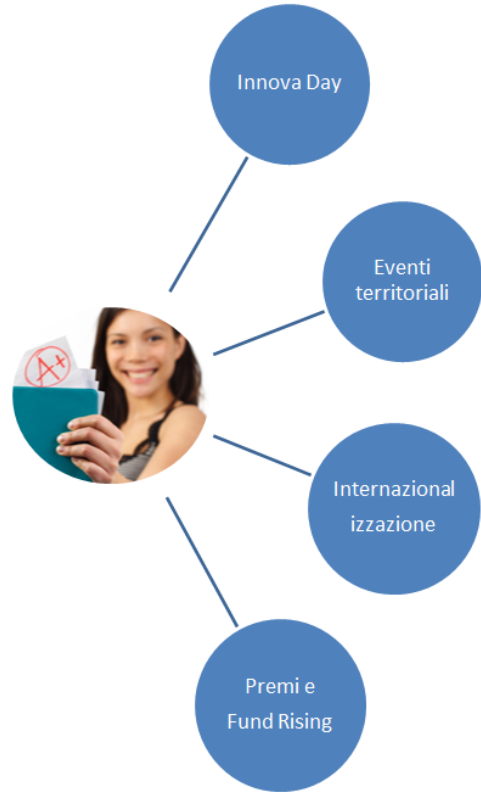 Innova Day
Eventi
territoriali
A+
Internazional
izzazione
Premi e
Fund Rising